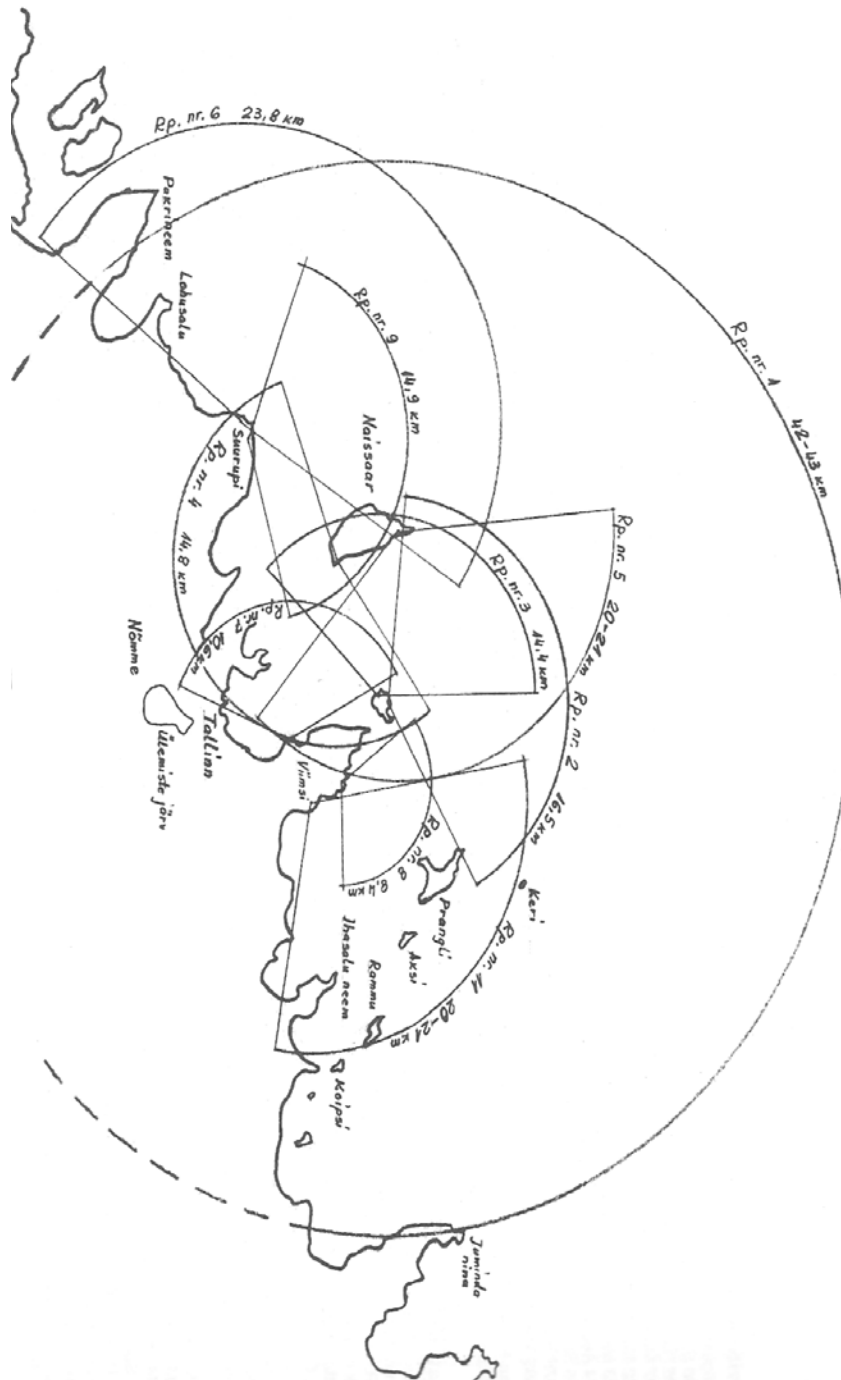 Rp. nr. 6 23,8 km
Pakrineem
Lohusalu
Rp. nr. 9 14,9 km
Rp. nr. 1 42-43 km
Naissaar
Suurupi
Rp. nr. 4 14,8 km
Rp. nr. 5 20-21 km
Rp. nr. 3 14,4 km
Rp. nr. 7 10,6 km
Nõmme
Tallinn
Ülemiste järv
Viimsi
Rp. nr. 2 16,5 km
Rp. nr. 8 8,4 km
Prangli
Keri
Aksi
Ihasalu neem
Rammu
Rp. nr. 11 20-21 km
Koipsi
Juminda
nina